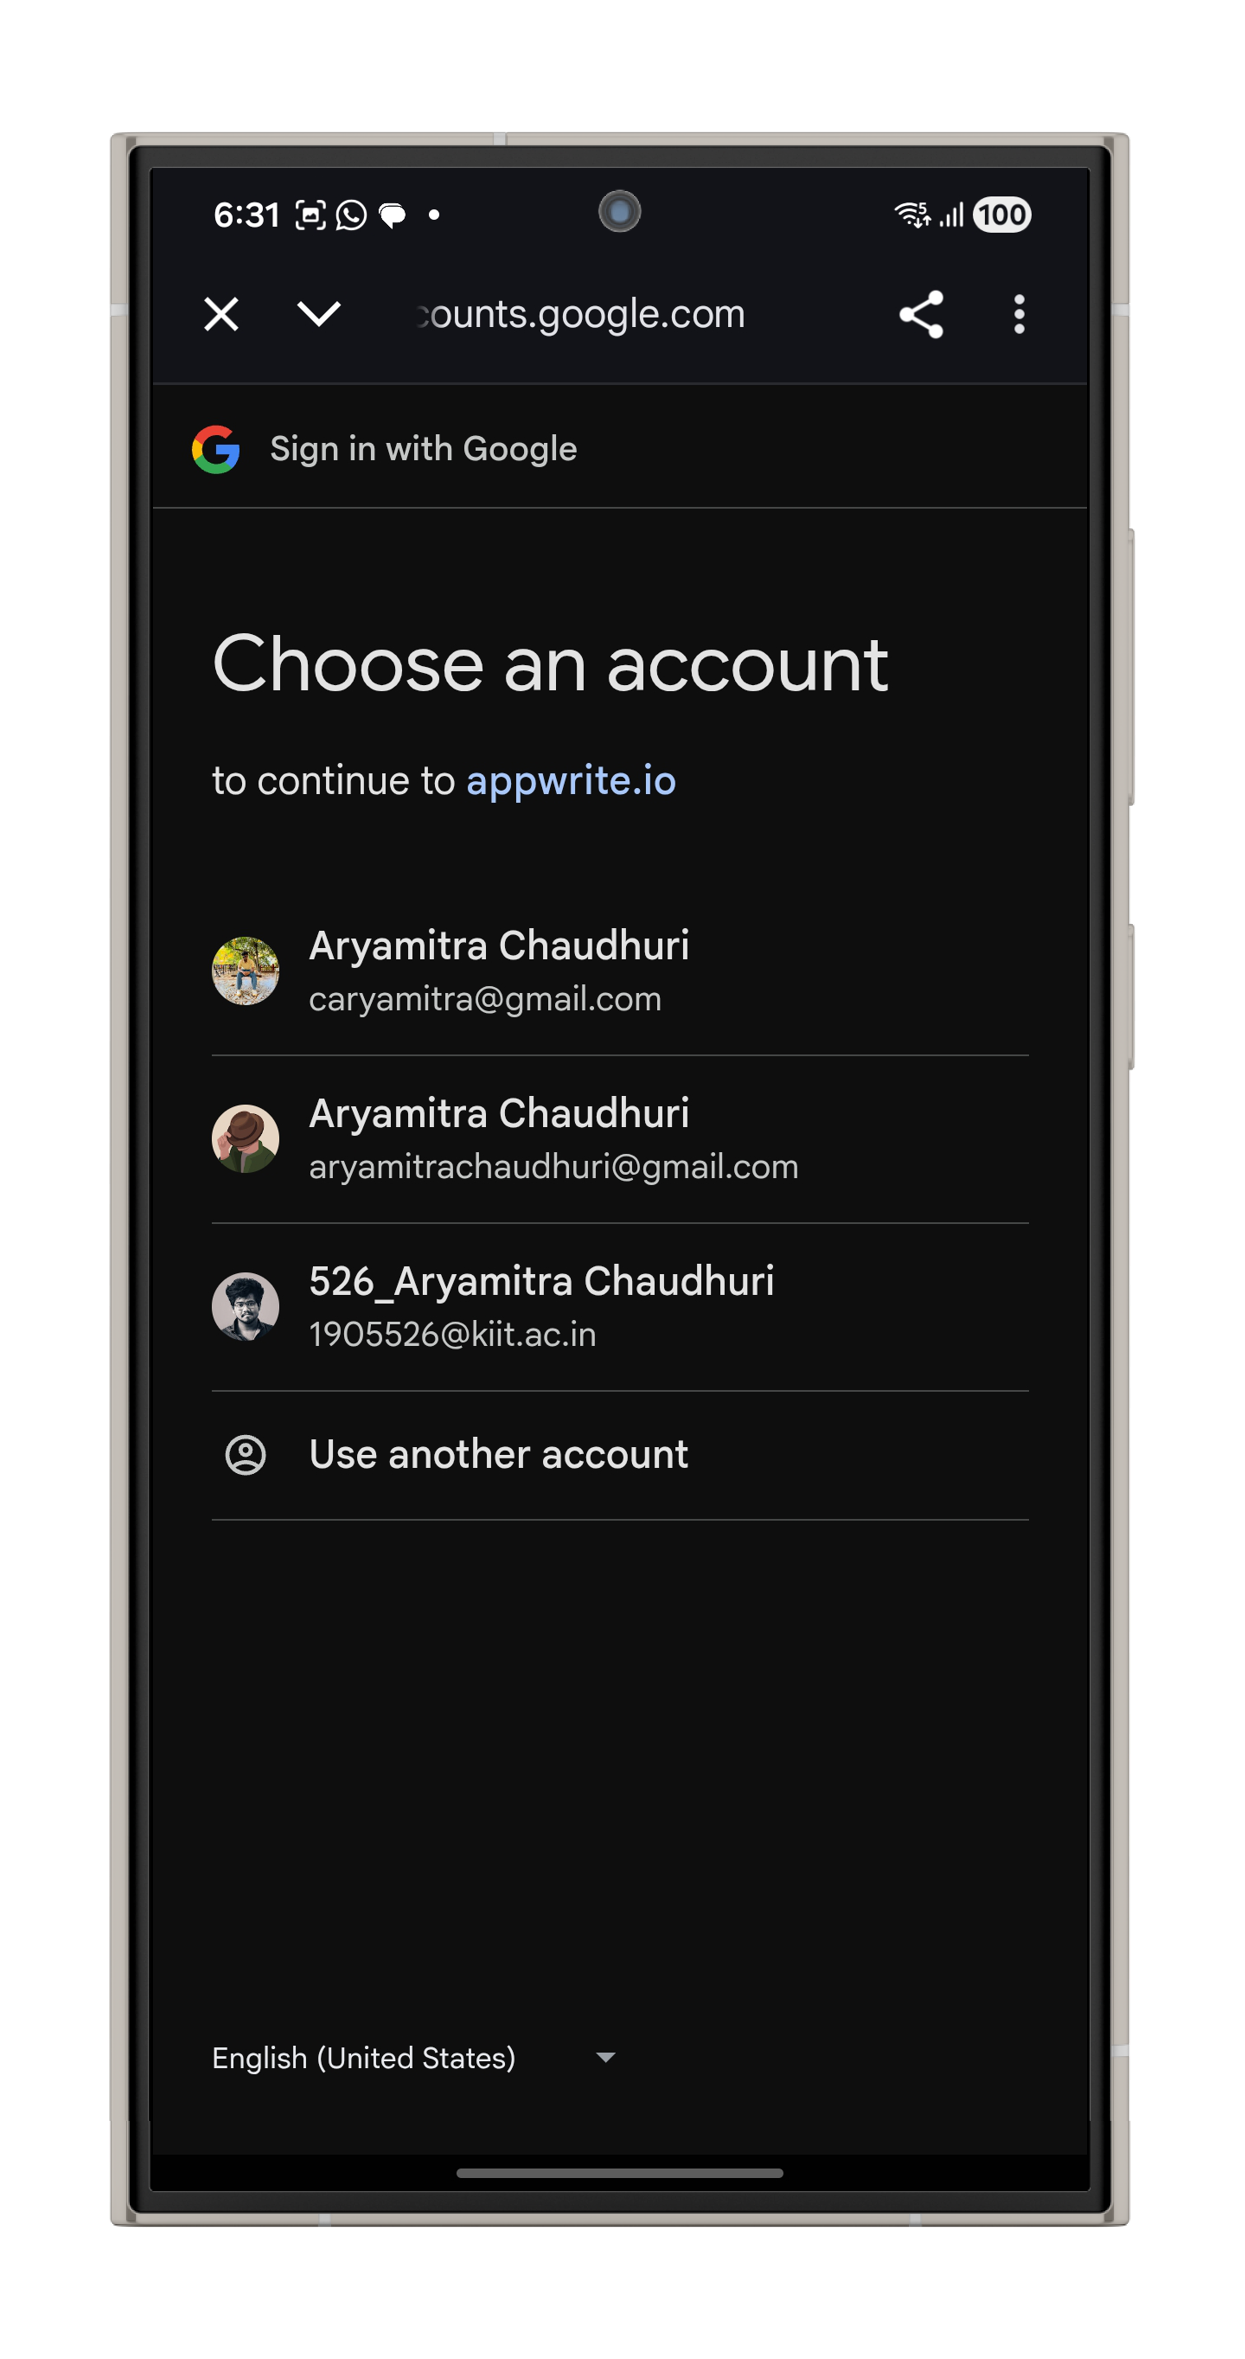 6:31 5 100
counts.google.com
Sign in with Google
Choose an account
to continue to appwrite.io
Aryamitra Chaudhuri
caryamitra@gmail.com
Aryamitra Chaudhuri
aryamitrachaudhuri@gmail.com
526_Aryamitra Chaudhuri
1905526@kiit.ac.in
Use another account
English (United States)